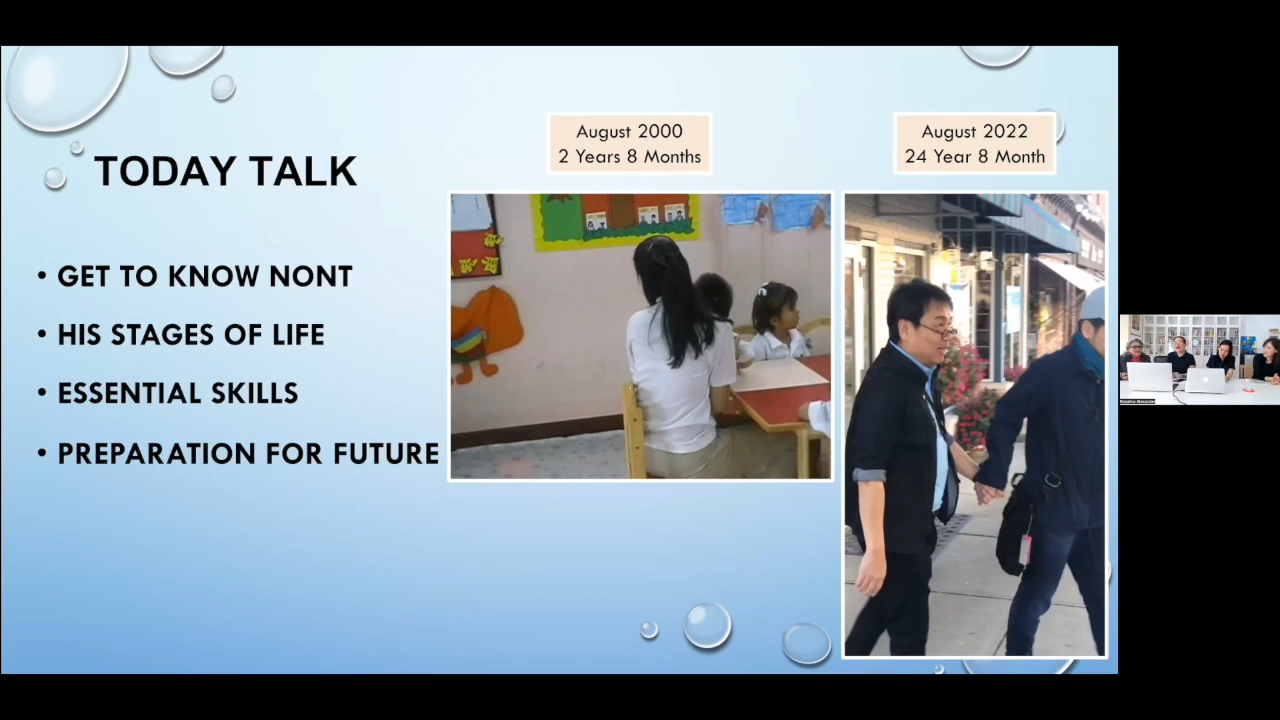 TODAY TALK
• GET TO KNOW NONT
• HIS STAGES OF LIFE
• ESSENTIAL SKILLS
• PREPARATION FOR FUTURE
August 2000
2 Years 8 Months
August 2022
24 Year 8 Month